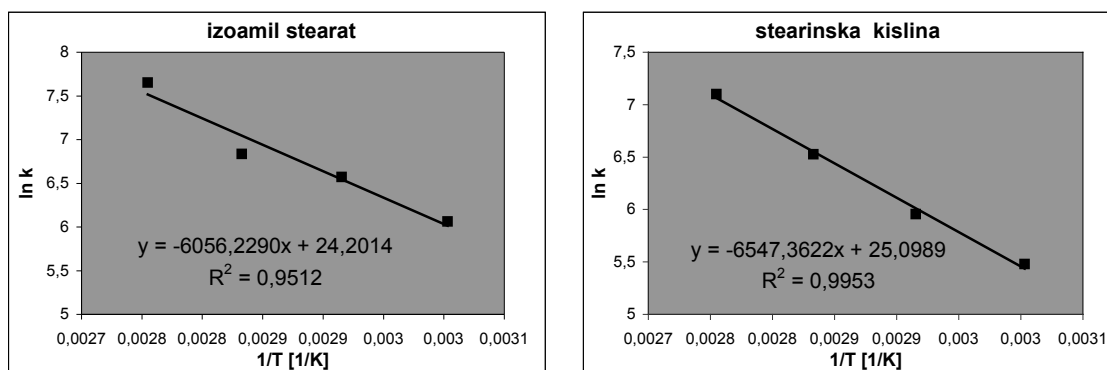 izoamil stearat
8
7,5
7
6,5
6
5,5
5
ln k
y = -6056,2290x + 24,2014
R² = 0,9512
0,0027 0,0028 0,0028 0,0029 0,0029 0,003 0,003 0,0031
1/T [1/K]
stearinska kislina
7,5
7
6,5
6
5,5
5
ln k
y = -6547,3622x + 25,0989
R² = 0,9953
0,0027 0,0028 0,0028 0,0029 0,0029 0,003 0,003 0,0031
1/T [1/K]